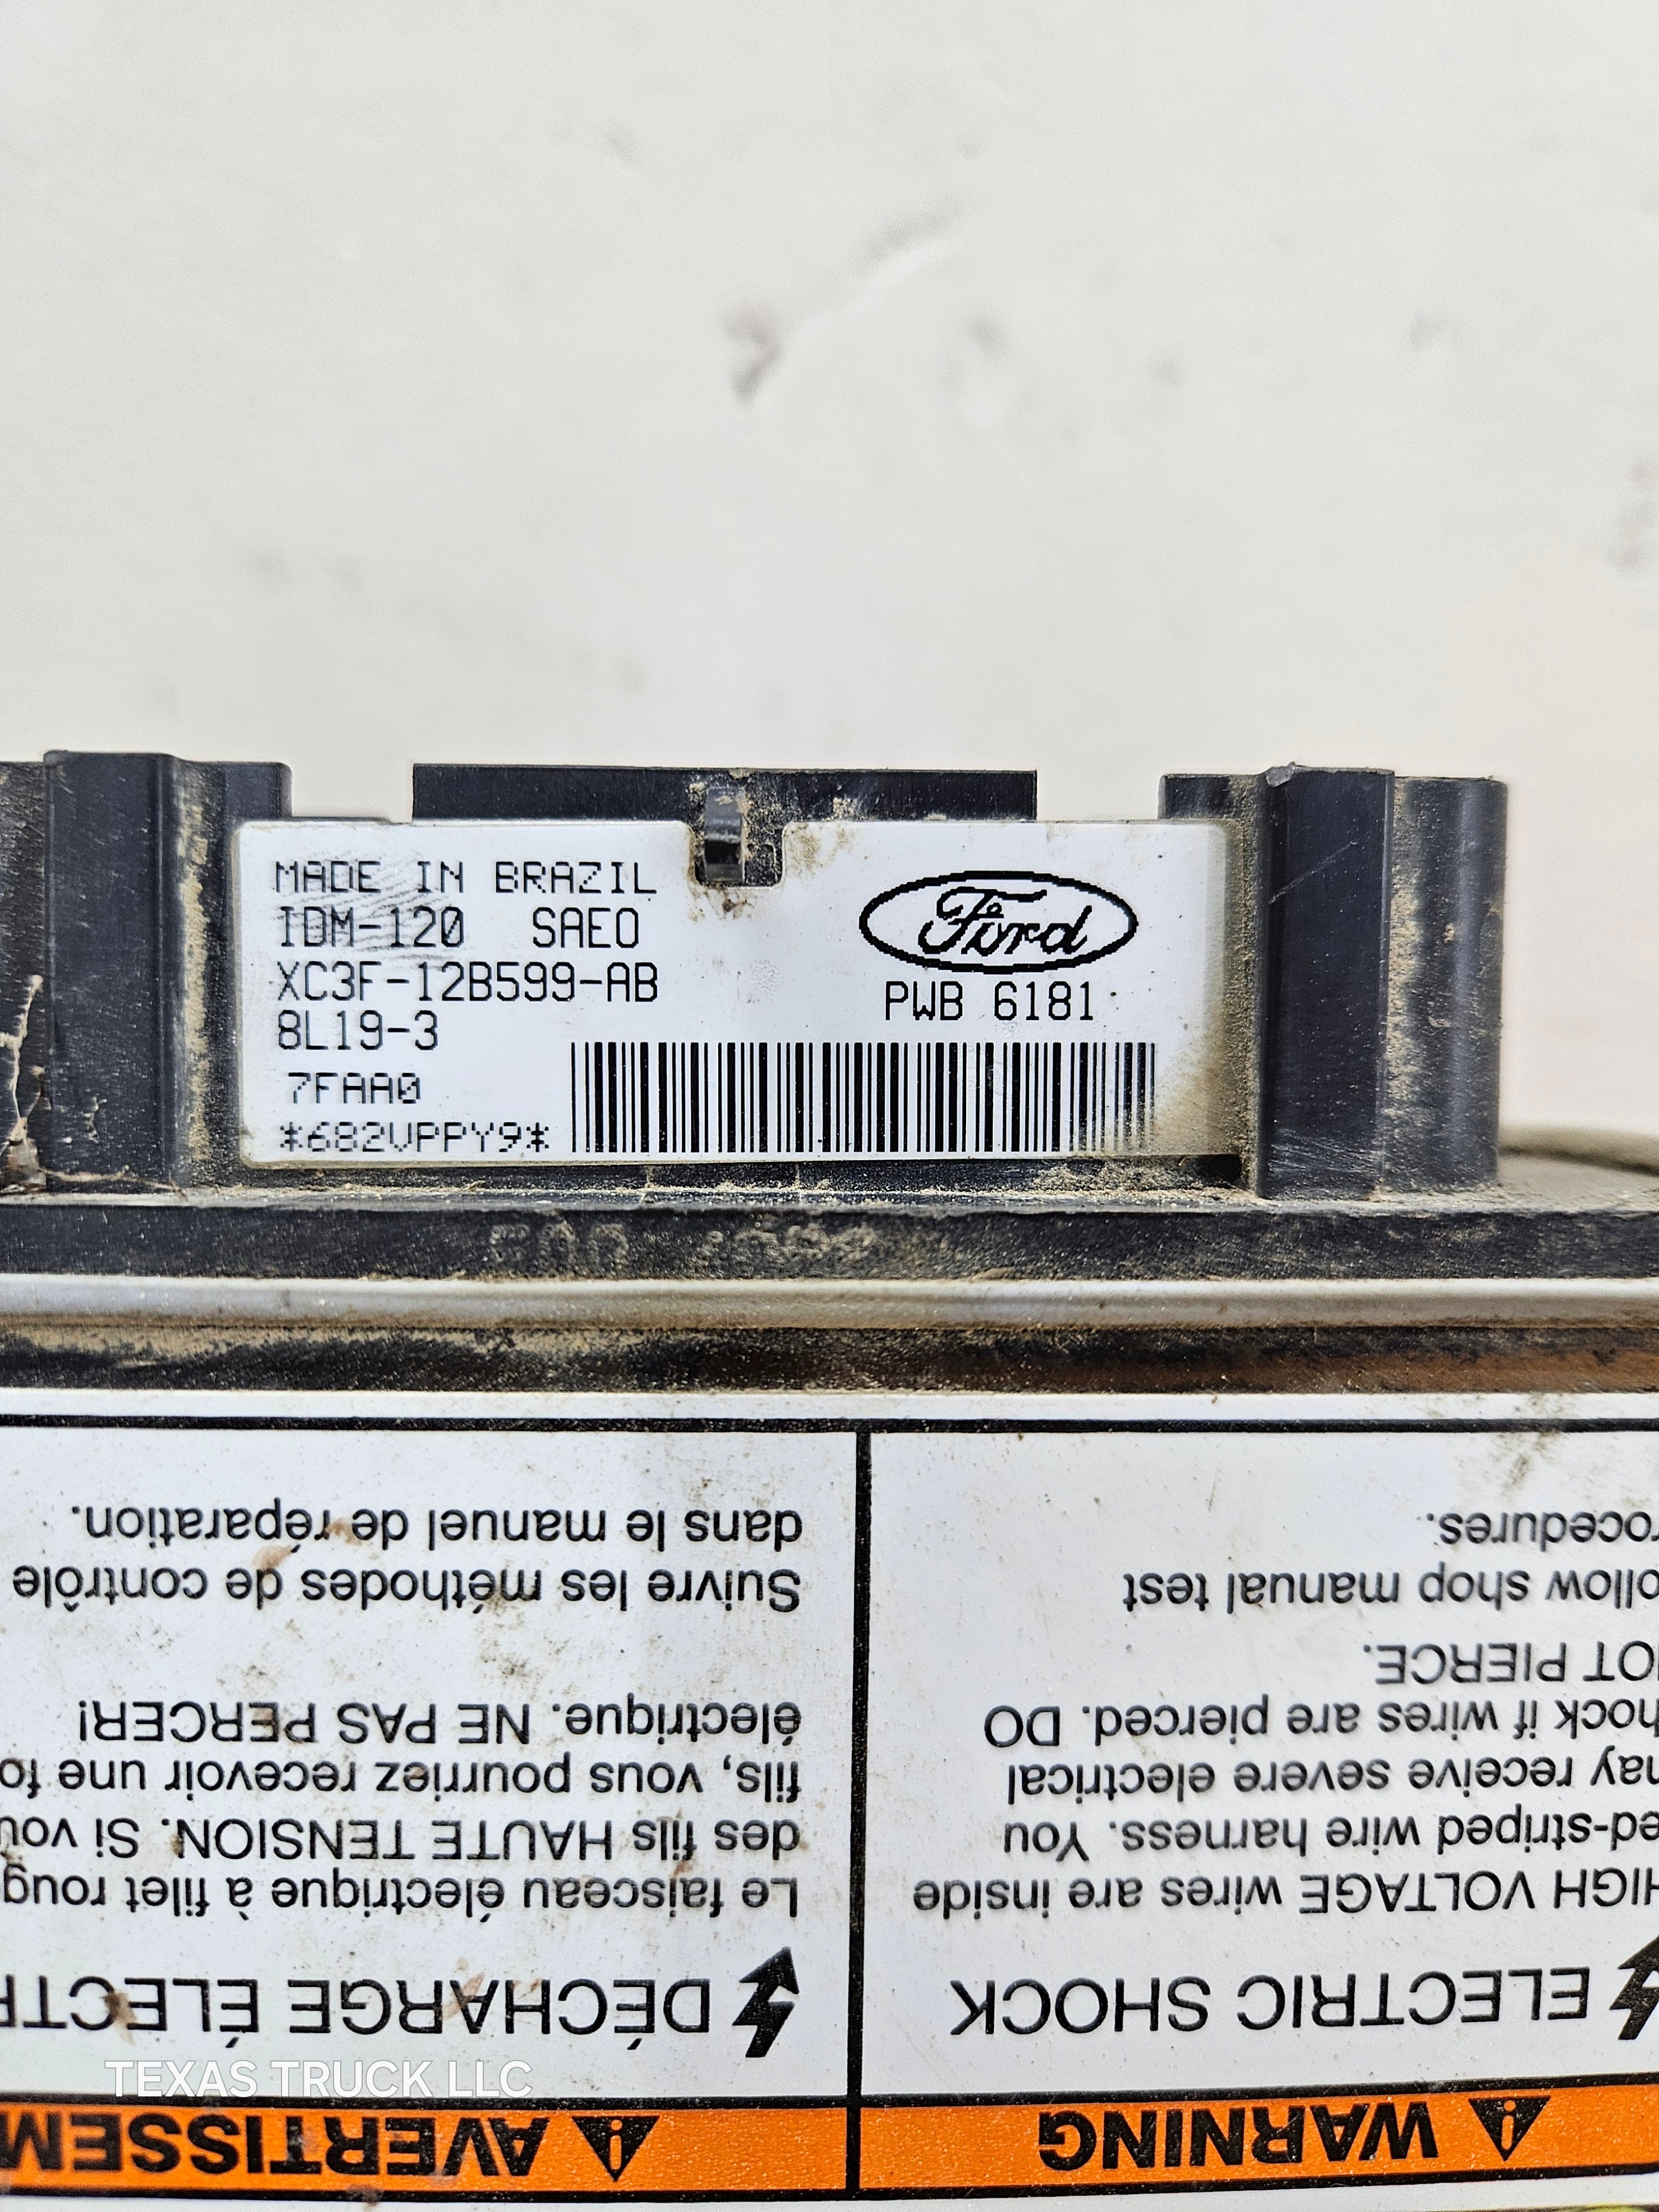 MADE IN BRAZIL
IDM-120 SAEO
XC3F-12B599-AB
8L19-3
7FAA0
*682VPPY9*
Ford
PWB 6181
AVERTISSEM
DÉCHARGE ÉLECTR
Le faisceau électrique à filet roug
des fils HAUTE TENSION. Si vou
fils, vous pourriez recevoir une fo
électrique. NE PAS PERCER!
Suivre les méthodes de contrôle
dans le manuel de réparation.
WARNING
ELECTRIC SHOCK
HIGH VOLTAGE wires are inside
ed-striped wire harness. You
may receive severe electrical
hock if wires are pierced. DO
NOT PIERCE.
ollow shop manual test
rocedures.
TEXAS TRUCK LLC